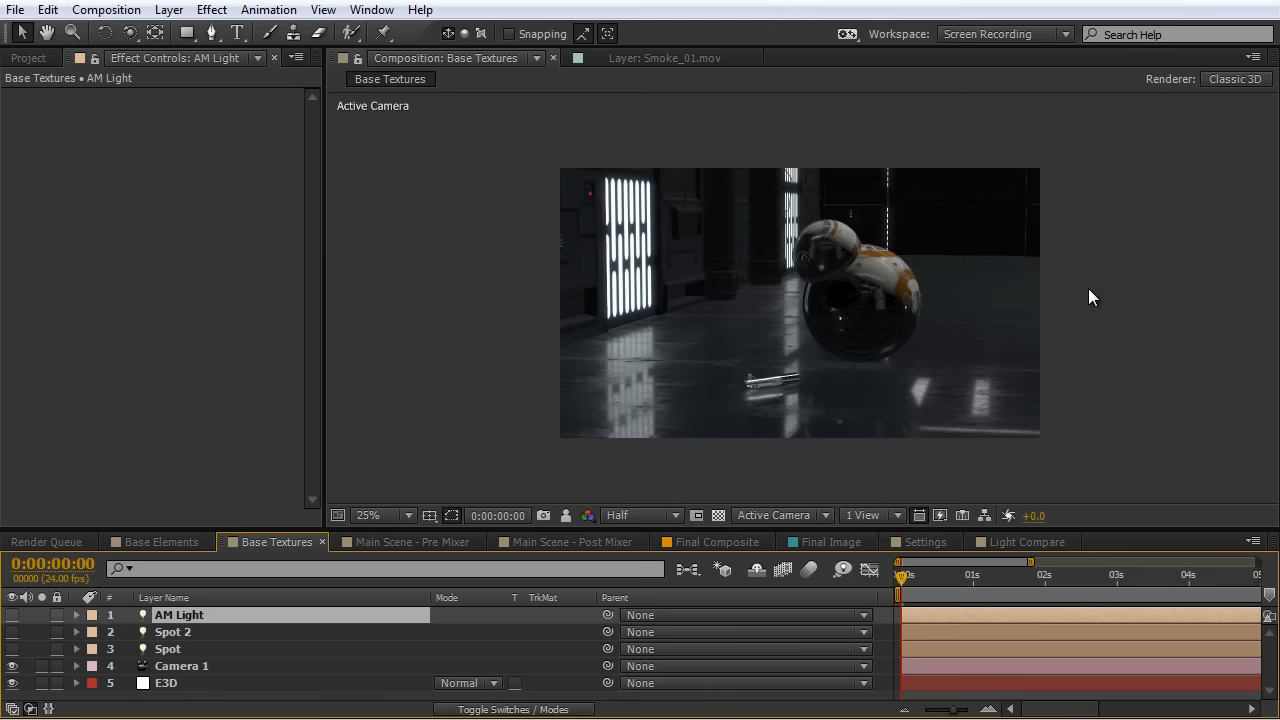 File Edit Composition Layer Effect Animation View Window Help
Snapping Workspace: Screen Recording Search Help
Project Effect Controls: AM Light Composition: Base Textures Layer: Smoke_01.mov
Base Textures • AM Light Base Textures Renderer: Classic 3D
Active Camera
25% 0:00:00:00 Half Active Camera 1 View +0.0
Render Queue Base Elements Base Textures Main Scene - Pre Mixer Main Scene - Post Mixer Final Composite Final Image Settings Light Compare
0:00:00:00
00000 (24.00 fps) 01s 02s 03s 04s
# Layer Name Mode T TrkMat Parent
1 AM Light None
2 Spot 2 None
3 Spot None
4 Camera 1 None
5 E3D Normal None
Toggle Switches / Modes